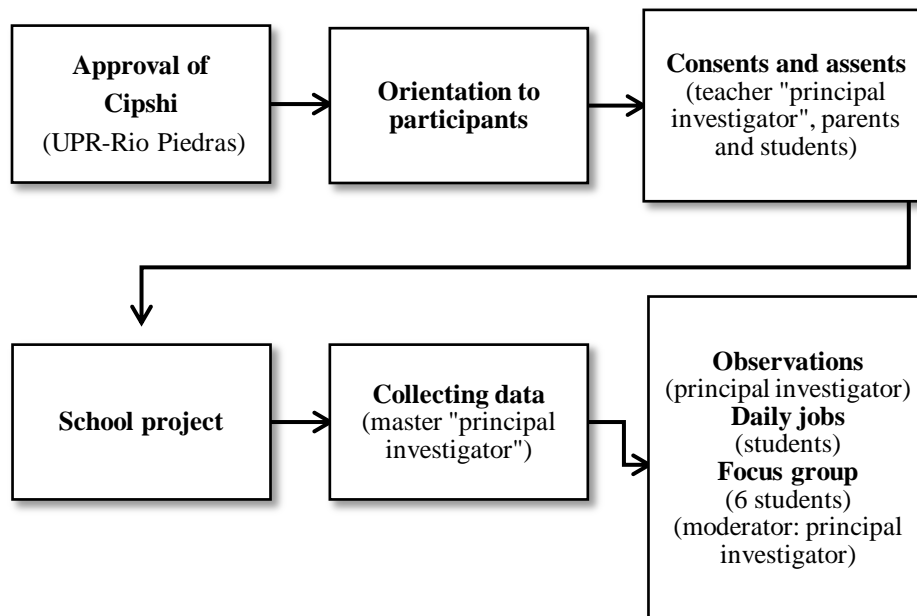 Approval of
Cipshi
(UPR-Rio Piedras)
Orientation to
participants
Consents and assents
(teacher "principal
investigator", parents
and students)
School project
Collecting data
(master "principal
investigator")
Observations
(principal investigator)
Daily jobs
(students)
Focus group
(6 students)
(moderator: principal
investigator)